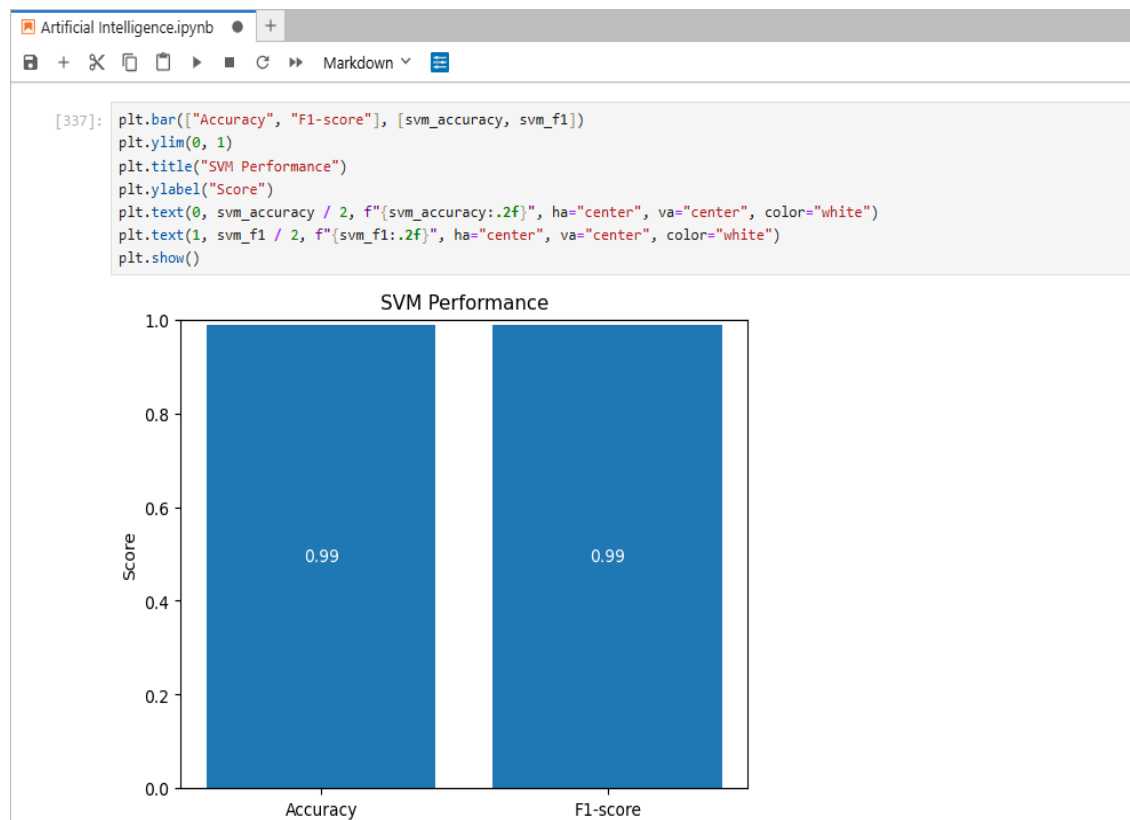 Artificial Intelligence.ipynb
Markdown
[337]:
plt.bar(["Accuracy", "F1-score"], [svm_accuracy, svm_f1])
plt.ylim(0, 1)
plt.title("SVM Performance")
plt.ylabel("Score")
plt.text(0, svm_accuracy / 2, f"{svm_accuracy:.2f}", ha="center", va="center", color="white")
plt.text(1, svm_f1 / 2, f"{svm_f1:.2f}", ha="center", va="center", color="white")
plt.show()
SVM Performance
1.0
0.8
0.6
0.4
0.2
0.0
Score
0.99
0.99
Accuracy
F1-score